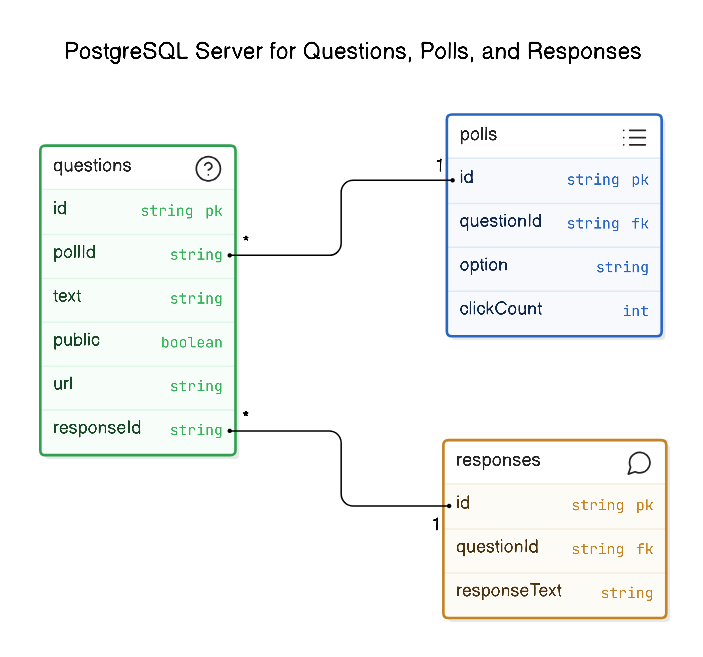 PostgreSQL Server for Questions, Polls, and Responses
questions
id string pk
pollId string
text string
public boolean
url string
responseId string
*
*
polls
1
id string pk
questionId string fk
option string
clickCount int
responses
id string pk
1
questionId string fk
responseText string